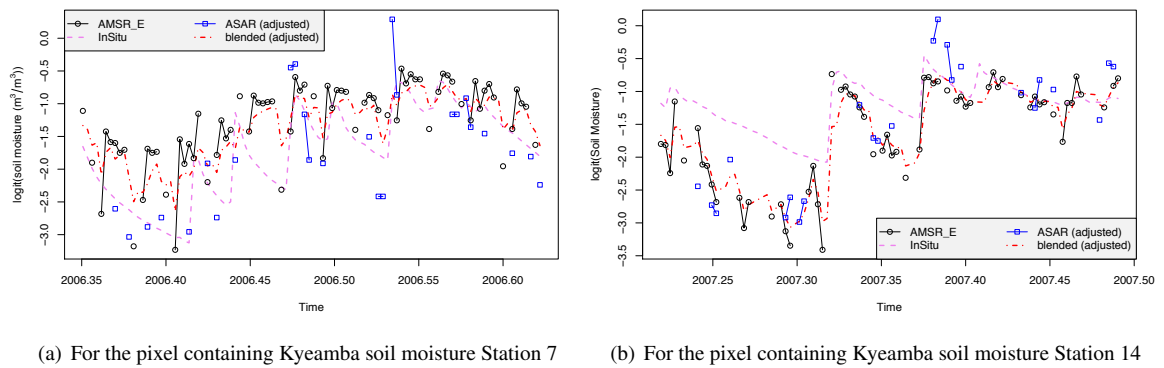 AMSR_E
InSitu
ASAR (adjusted)
blended (adjusted)
logit(soil moisture (m³/m³))
0.0
−0.5
−1.0
−1.5
−2.0
−2.5
−3.0
2006.35
2006.40
2006.45
2006.50
2006.55
2006.60
Time
(a) For the pixel containing Kyeamba soil moisture Station 7
logit(Soil Moisture)
0.0
−0.5
−1.0
−1.5
−2.0
−2.5
−3.0
−3.5
AMSR_E
InSitu
ASAR (adjusted)
blended (adjusted)
2007.25
2007.30
2007.35
2007.40
2007.45
2007.50
Time
(b) For the pixel containing Kyeamba soil moisture Station 14